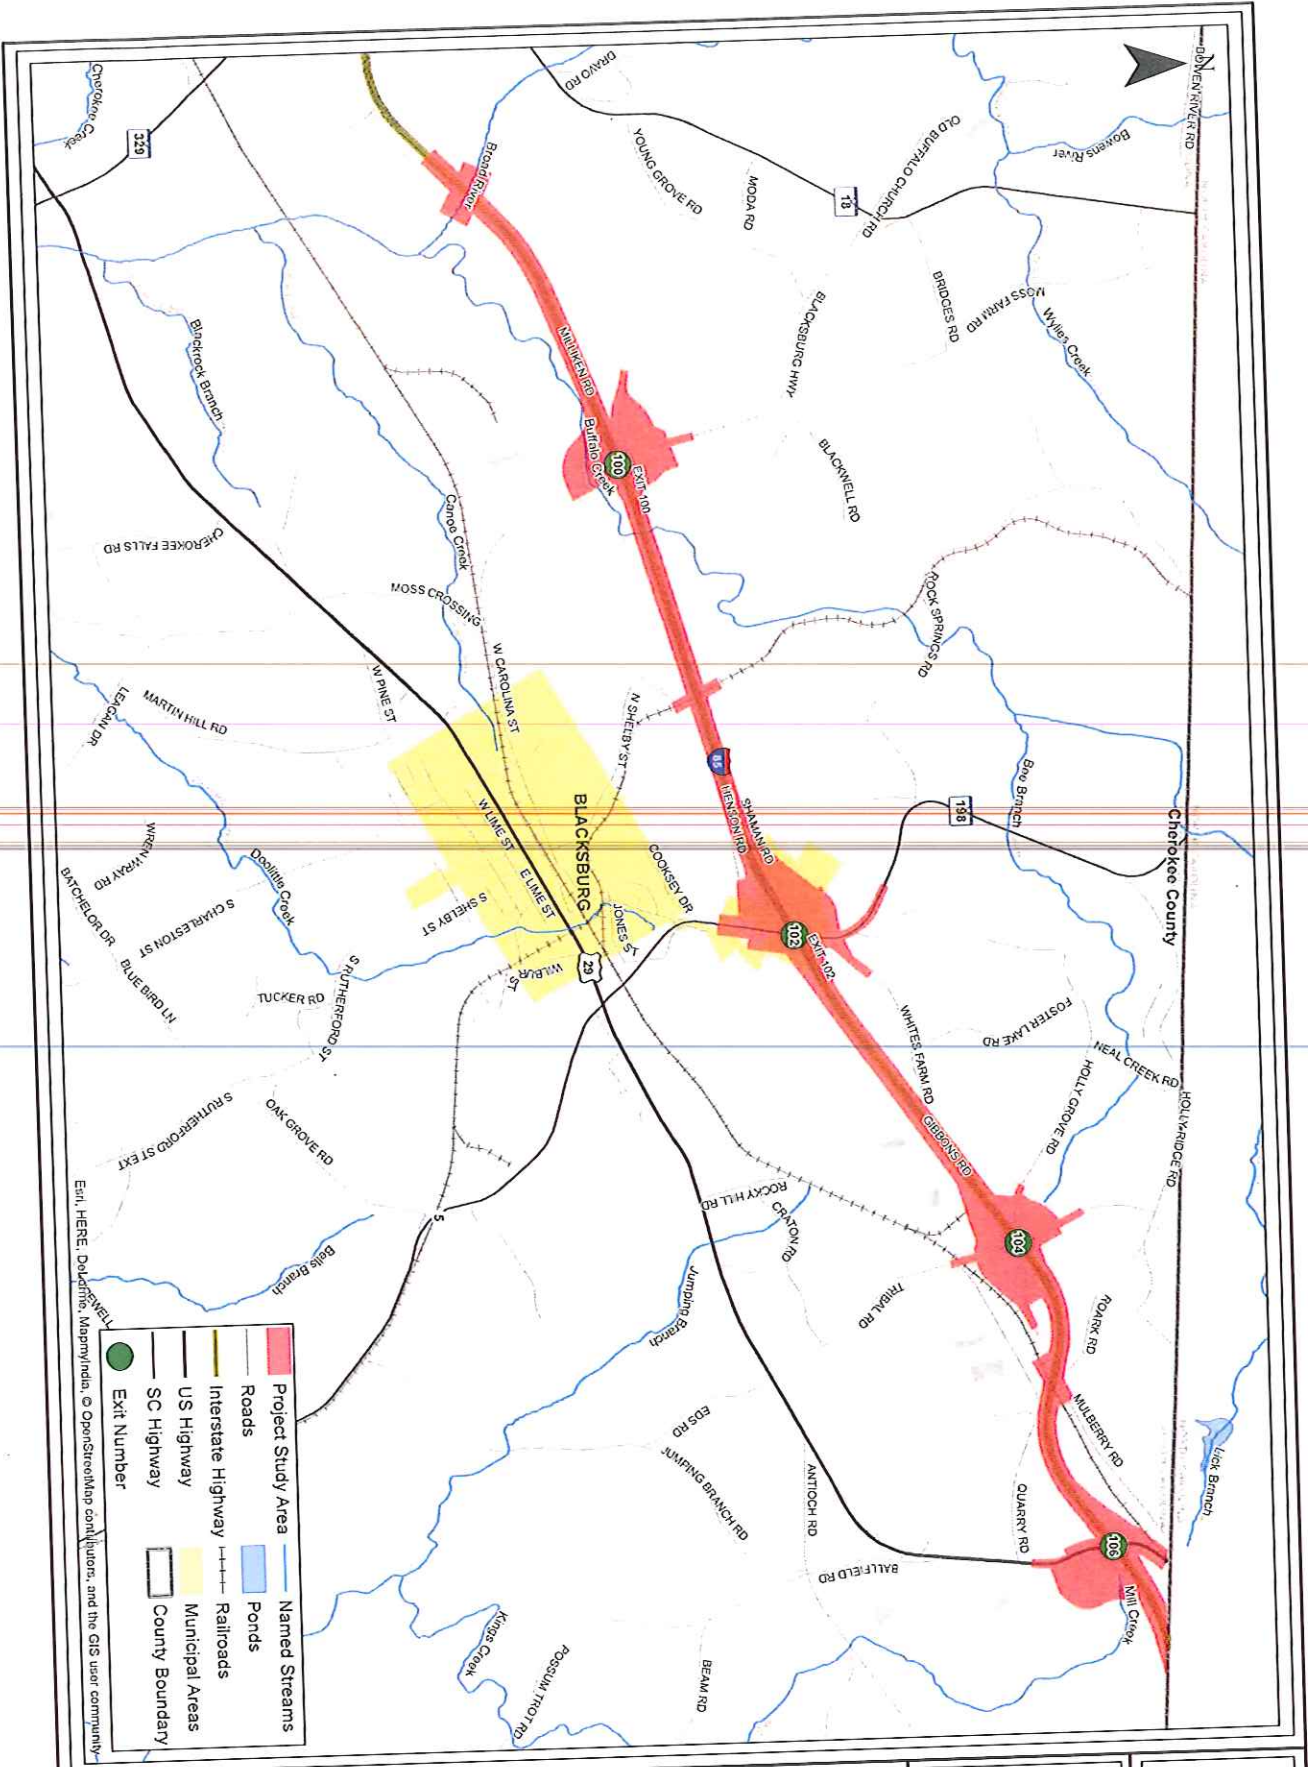 N
BOWEN RIVER RD
Bowens River
OLD BUFFALO CHURCH RD
DRAVO RD
YOUNG GROVE RD
MODA RD
18
BRIDGES RD
MOSS FARM RD
Wylies Creek
BLACKSBURG HWY
BLACKWELL RD
Cherokee Creek
329
Broad River
MILLIKEN RD
Buffalo Creek
100
EXIT 100
Blackrock Branch
CHEROKEE FALLS RD
Canoe Creek
MOSS CROSSING
W CAROLINA ST
W PINE ST
ROCK SPRINGS RD
N SHELBY ST
85
HENSON RD
SHAMAN RD
198
Bee Branch
Cherokee County
LEAGAN DR
MARTIN HILL RD
W LIME ST
BLACKSBURG
E LIME ST
COOKSEY DR
JONES ST
S SHELBY ST
WILBUR ST
29
102
EXIT 102
WREN WRAY RD
BATCHELOR DR
Doolittle Creek
S CHARLESTON ST
BLUE BIRD LN
TUCKER RD
S RUTHERFORD ST
S RUTHERFORD ST EXT
OAK GROVE RD
WHITES FARM RD
FOSTER LAKE RD
NEAL CREEK RD
HOLLY GROVE RD
HOLLY RIDGE RD
GIBBONS RD
104
ROCKY HILL RD
CRATON RD
TRIBAL RD
ROARK RD
MULBERRY RD
5
Bells Branch
Jumping Branch
EDS RD
JUMPING BRANCH RD
ANTIOCH RD
QUARRY RD
BALLFIELD RD
106
Mill Creek
Lick Branch
Kings Creek
POSSUM TROT RD
BEAM RD
Project Study Area
Roads
Interstate Highway
US Highway
SC Highway
Exit Number
Named Streams
Ponds
Railroads
Municipal Areas
County Boundary
Esri, HERE, DeLorme, MapmyIndia, © OpenStreetMap contributors, and the GIS user community